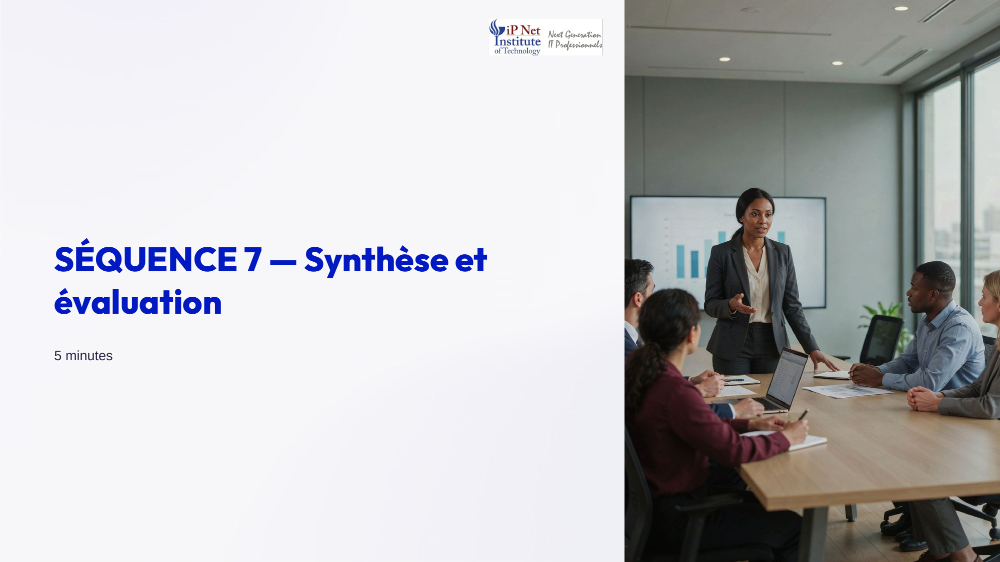 iP Net
Institute
of Technology
Next Generation
IT Professionnels
SÉQUENCE 7 — Synthèse et
évaluation
5 minutes